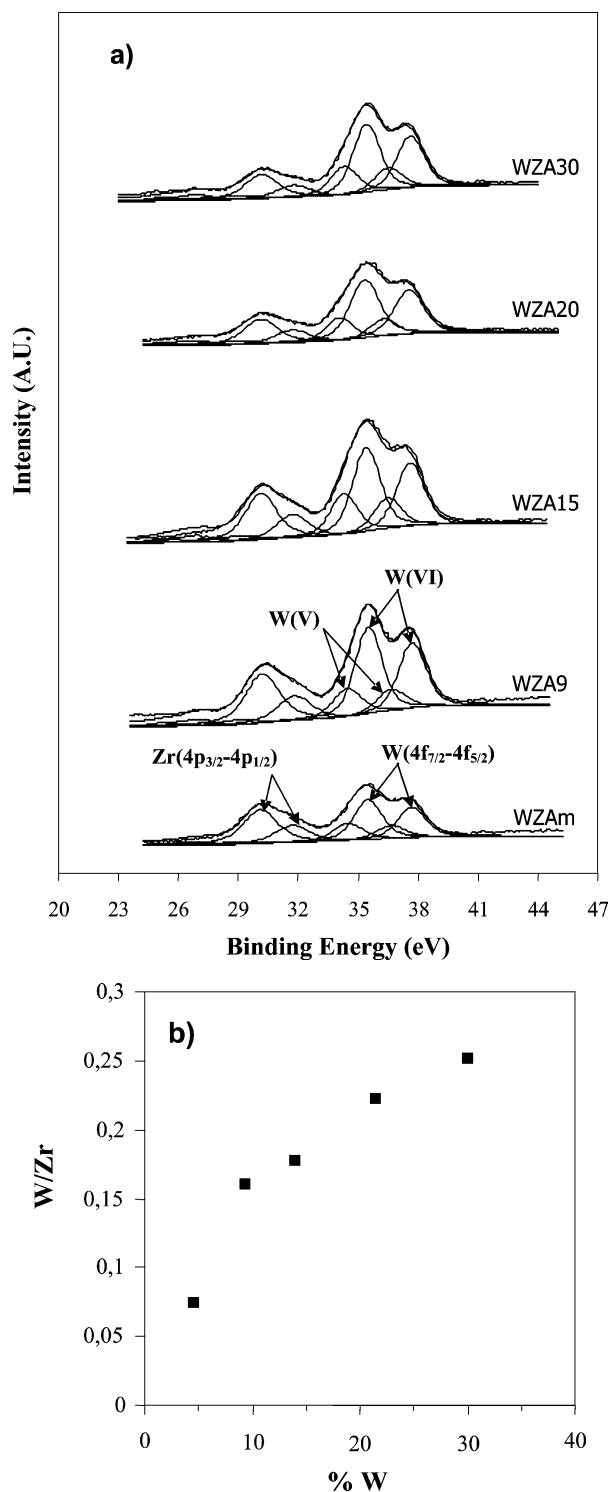 a)
WZA30
WZA20
WZA15
W(VI)
W(V)
WZA9
Zr(4p3/2-4p1/2)
W(4f7/2-4f5/2)
WZAm
Intensity (A.U.)
20 23 26 29 32 35 38 41 44 47
Binding Energy (eV)
b)
0,3
0,25
0,2
0,15
0,1
0,05
0
W/Zr
0 10 20 30 40
% W